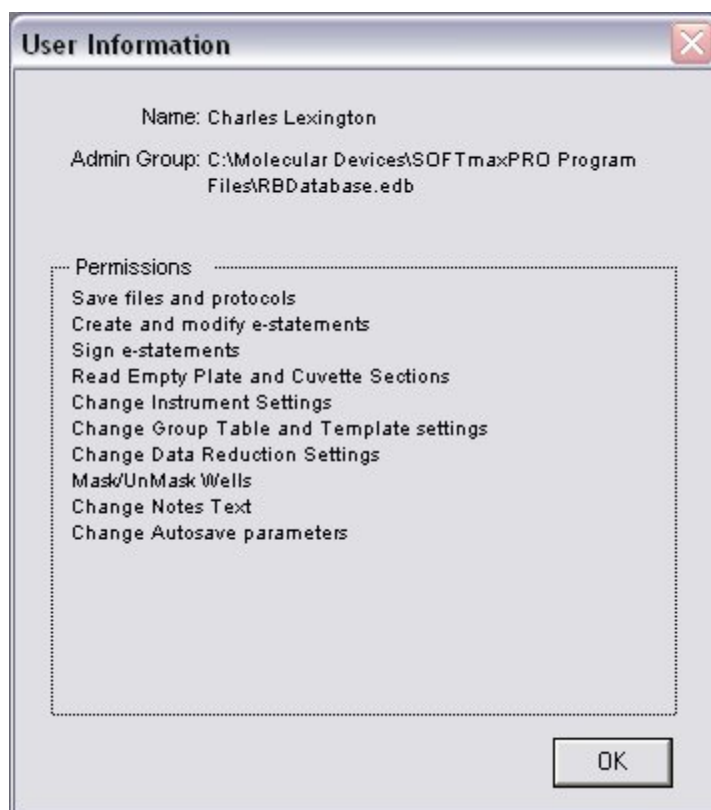 User Information
Name: Charles Lexington
Admin Group: C:\Molecular Devices\SOFTmaxPRO Program
Files\RBDatabase.edb
Permissions
Save files and protocols
Create and modify e-statements
Sign e-statements
Read Empty Plate and Cuvette Sections
Change Instrument Settings
Change Group Table and Template settings
Change Data Reduction Settings
Mask/UnMask Wells
Change Notes Text
Change Autosave parameters
OK